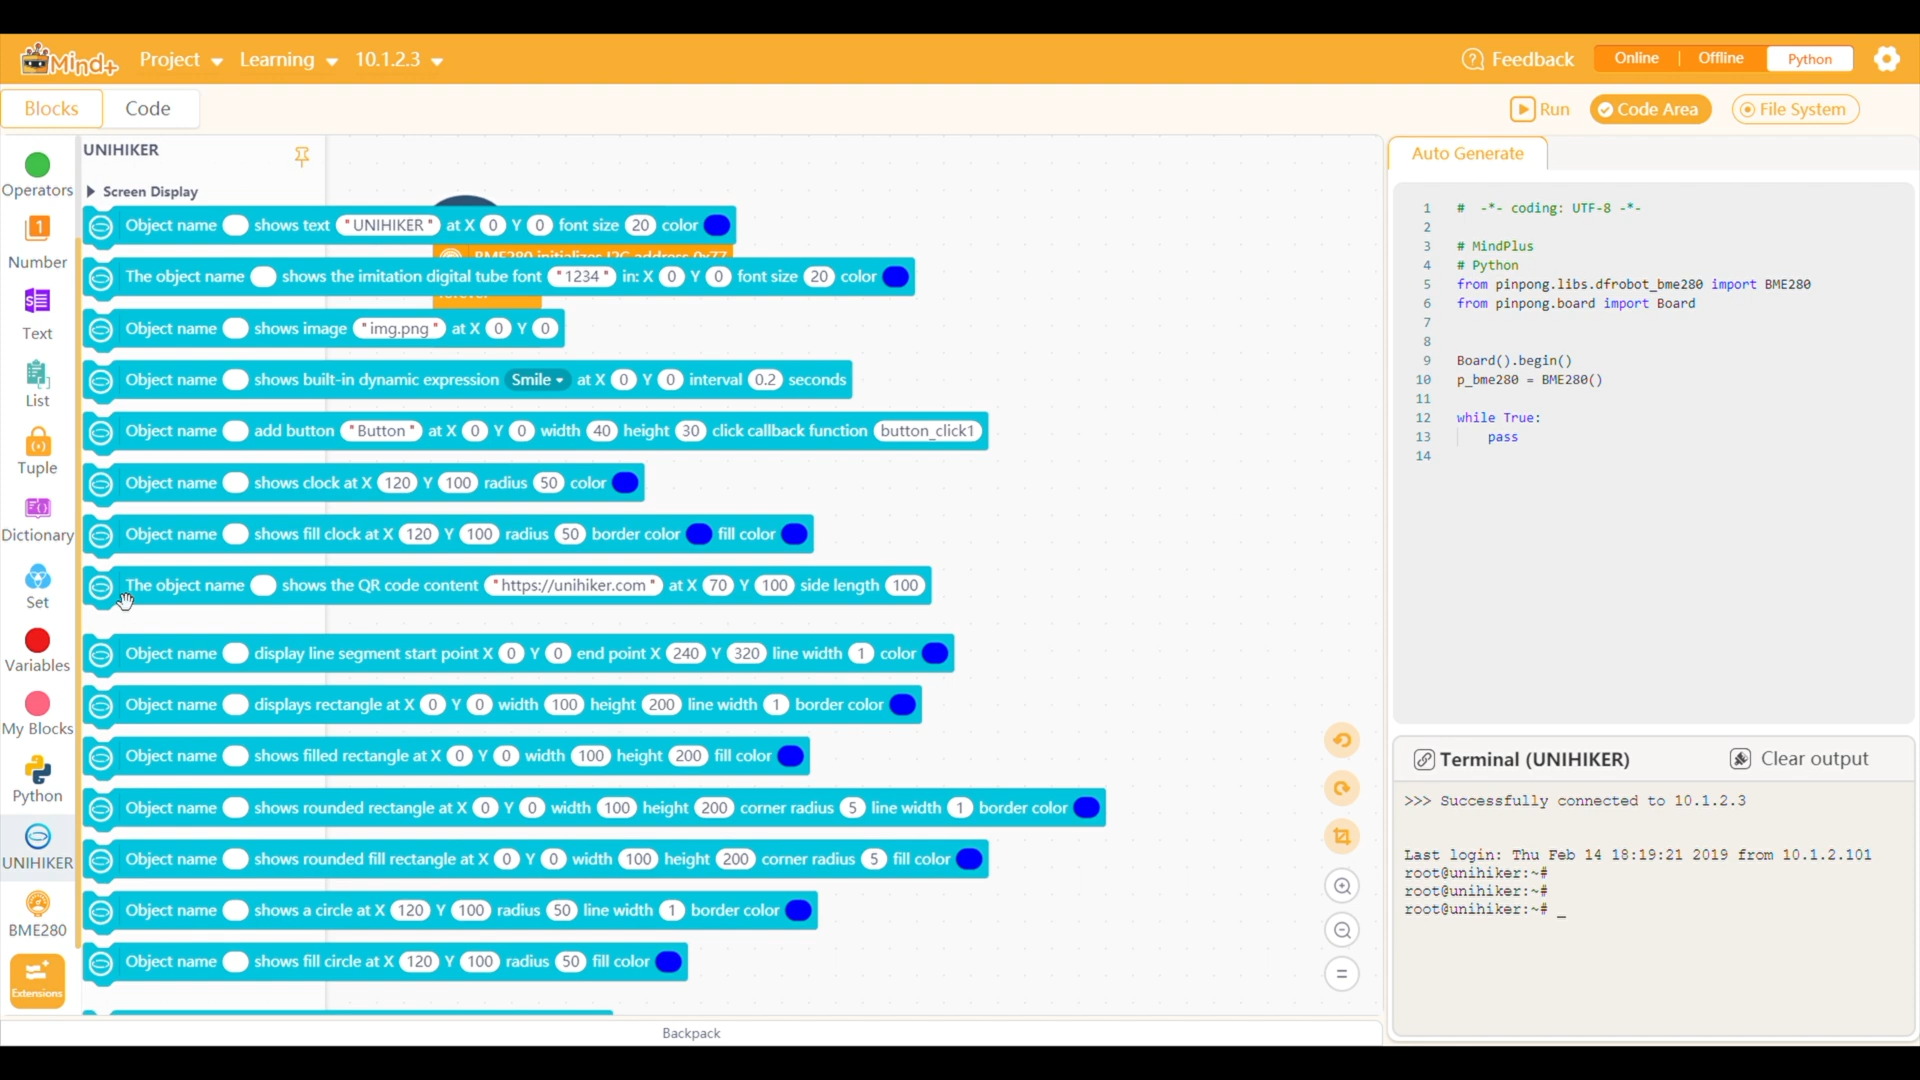 Mind+ Project Learning 10.1.2.3 Feedback Online Offline Python
Blocks Code Run Code Area File System
Operators
Number
Text
List
Tuple
Dictionary
Set
Variables
My Blocks
Python
UNIHIKER
BME280
Extensions
UNIHIKER
Screen Display
Object name shows text "UNIHIKER" at X 0 Y 0 font size 20 color
BME280 initializes I2C address 0x77
The object name shows the imitation digital tube font "1234" in: X 0 Y 0 font size 20 color
forever
Object name shows image "img.png" at X 0 Y 0
Object name shows built-in dynamic expression Smile at X 0 Y 0 interval 0.2 seconds
Object name add button "Button" at X 0 Y 0 width 40 height 30 click callback function button_click1
Object name shows clock at X 120 Y 100 radius 50 color
Object name shows fill clock at X 120 Y 100 radius 50 border color fill color
The object name shows the QR code content "https://unihiker.com" at X 70 Y 100 side length 100
Object name display line segment start point X 0 Y 0 end point X 240 Y 320 line width 1 color
Object name displays rectangle at X 0 Y 0 width 100 height 200 line width 1 border color
Object name shows filled rectangle at X 0 Y 0 width 100 height 200 fill color
Object name shows rounded rectangle at X 0 Y 0 width 100 height 200 corner radius 5 line width 1 border color
Object name shows rounded fill rectangle at X 0 Y 0 width 100 height 200 corner radius 5 fill color
Object name shows a circle at X 120 Y 100 radius 50 line width 1 border color
Object name shows fill circle at X 120 Y 100 radius 50 fill color
Backpack
Auto Generate
1 # -*- coding: UTF-8 -*-
2
3 # MindPlus
4 # Python
5 from pinpong.libs.dfrobot_bme280 import BME280
6 from pinpong.board import Board
7
8
9 Board().begin()
10 p_bme280 = BME280()
11
12 while True:
13 pass
14
Terminal (UNIHIKER) Clear output
>>> Successfully connected to 10.1.2.3
Last login: Thu Feb 14 18:19:21 2019 from 10.1.2.101
root@unihiker:~#
root@unihiker:~#
root@unihiker:~# _